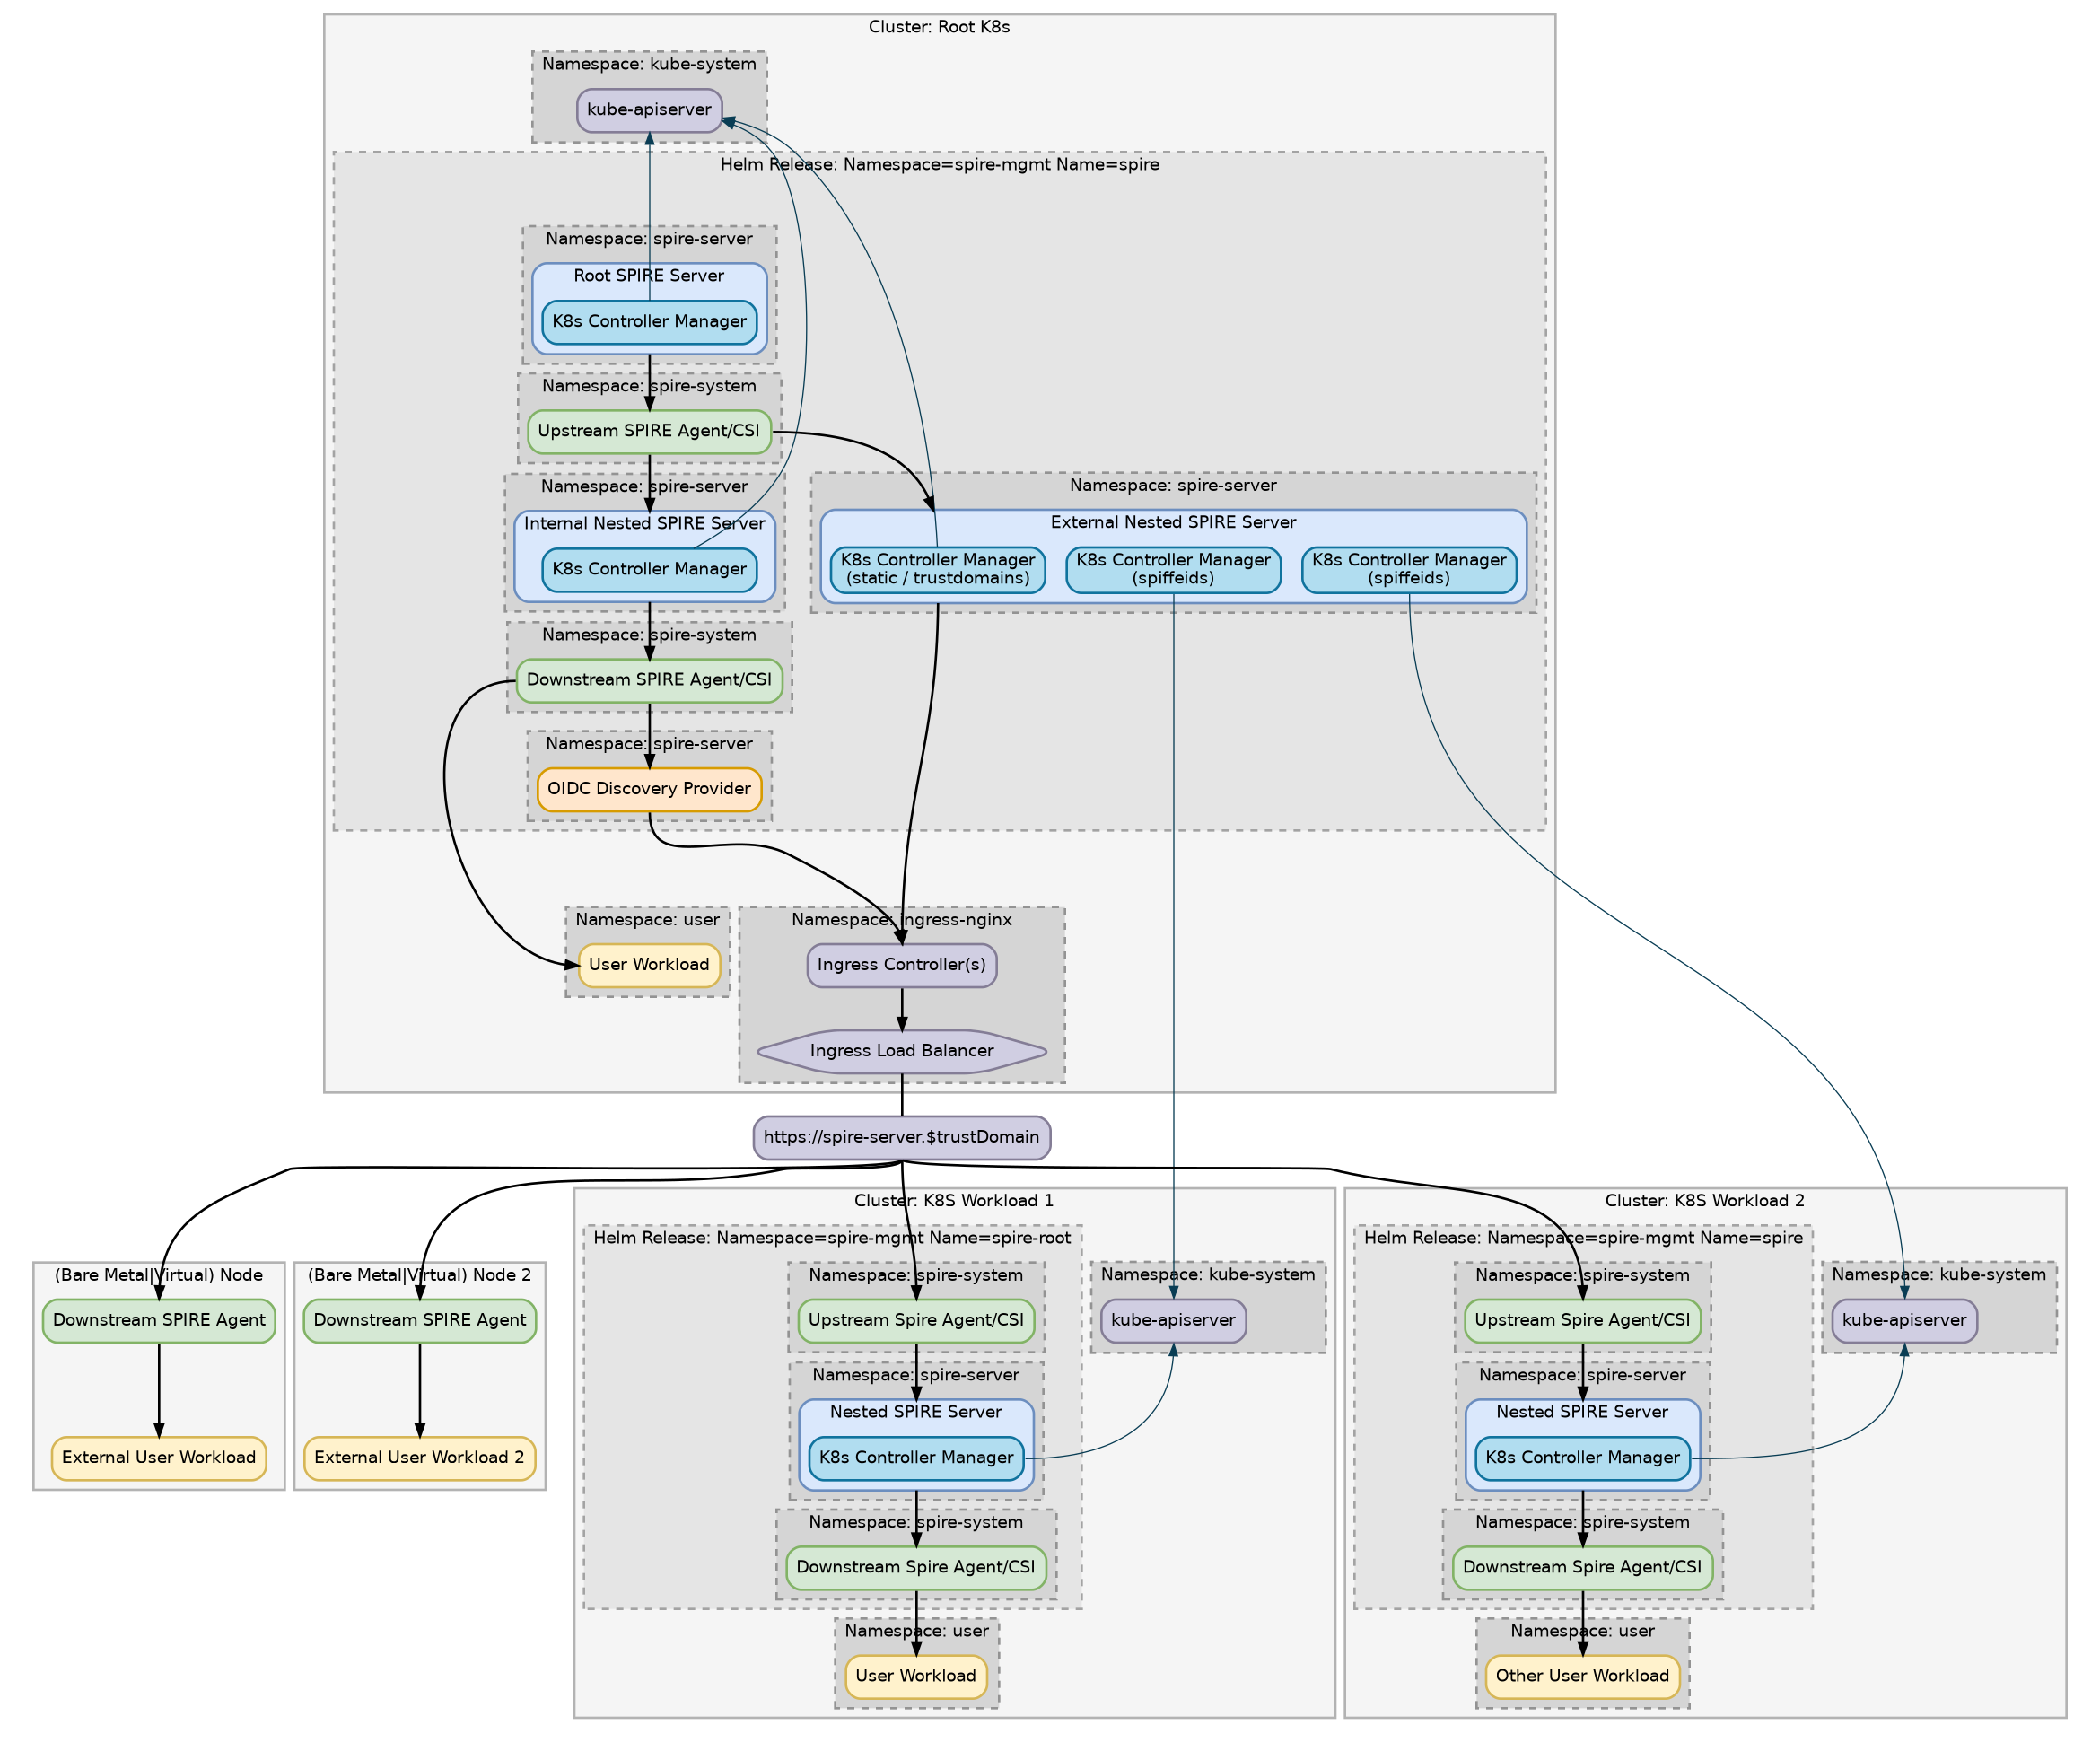 Cluster: Root K8s
Namespace: kube-system
kube-apiserver
Helm Release: Namespace=spire-mgmt Name=spire
Namespace: spire-server
Root SPIRE Server
K8s Controller Manager
Namespace: spire-system
Upstream SPIRE Agent/CSI
Namespace: spire-server
Internal Nested SPIRE Server
K8s Controller Manager
Namespace: spire-server
External Nested SPIRE Server
K8s Controller Manager
(static / trustdomains)
K8s Controller Manager
(spiffeids)
K8s Controller Manager
(spiffeids)
Namespace: spire-system
Downstream SPIRE Agent/CSI
Namespace: spire-server
OIDC Discovery Provider
Namespace: user
User Workload
Namespace: ingress-nginx
Ingress Controller(s)
Ingress Load Balancer
https://spire-server.$trustDomain
(Bare Metal|Virtual) Node
Downstream SPIRE Agent
External User Workload
(Bare Metal|Virtual) Node 2
Downstream SPIRE Agent
External User Workload 2
Cluster: K8S Workload 1
Helm Release: Namespace=spire-mgmt Name=spire-root
Namespace: spire-system
Upstream Spire Agent/CSI
Namespace: kube-system
kube-apiserver
Namespace: spire-server
Nested SPIRE Server
K8s Controller Manager
Namespace: spire-system
Downstream Spire Agent/CSI
Namespace: user
User Workload
Cluster: K8S Workload 2
Helm Release: Namespace=spire-mgmt Name=spire
Namespace: spire-system
Upstream Spire Agent/CSI
Namespace: kube-system
kube-apiserver
Namespace: spire-server
Nested SPIRE Server
K8s Controller Manager
Namespace: spire-system
Downstream Spire Agent/CSI
Namespace: user
Other User Workload